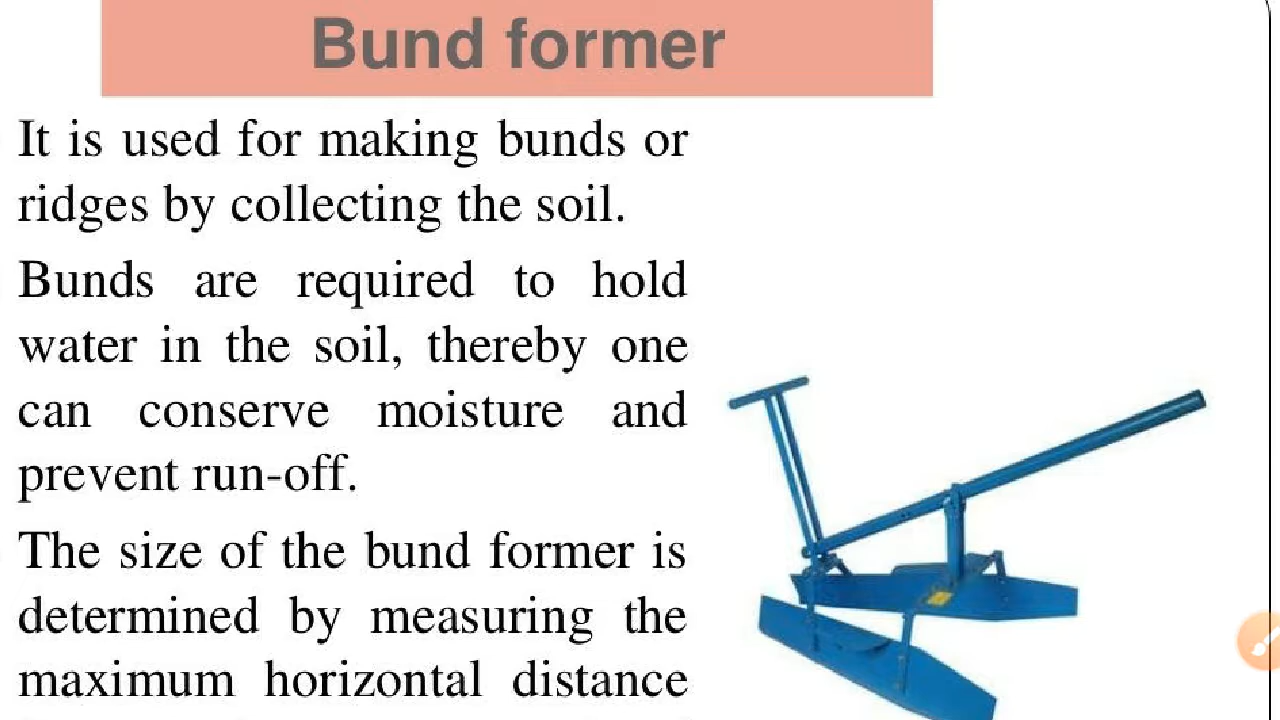 Bund former
It is used for making bunds or
ridges by collecting the soil.
Bunds are required to hold
water in the soil, thereby one
can conserve moisture and
prevent run-off.
The size of the bund former is
determined by measuring the
maximum horizontal distance